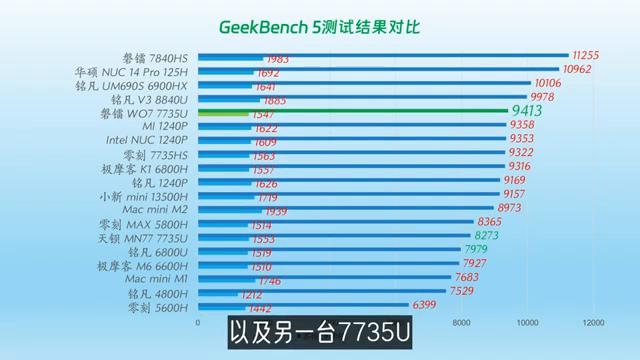 GeekBench 5测试结果对比
磐镭 7840HS 1983 11255
华硕 NUC 14 Pro 125H 1692 10962
铭凡 UM690S 6900HX 1641 10106
铭凡 V3 8840U 1885 9978
磐镭 WO7 7735U 1547 9413
MI 1240P 1622 9358
Intel NUC 1240P 1609 9353
零刻 7735HS 1563 9322
极摩客 K1 6800H 1557 9316
铭凡 1240P 1626 9169
小新 mini 13500H 1719 9157
Mac mini M2 1939 8973
零刻 MAX 5800H 1514 8365
天钡 MN77 7735U 1553 8273
铭凡 6800U 1519 7979
极摩客 M6 6600H 1510 7927
Mac mini M1 1746 7683
铭凡 4800H 1212 7529
零刻 5600H 1442 6399
0 8000 10000 12000
以及另一台7735U